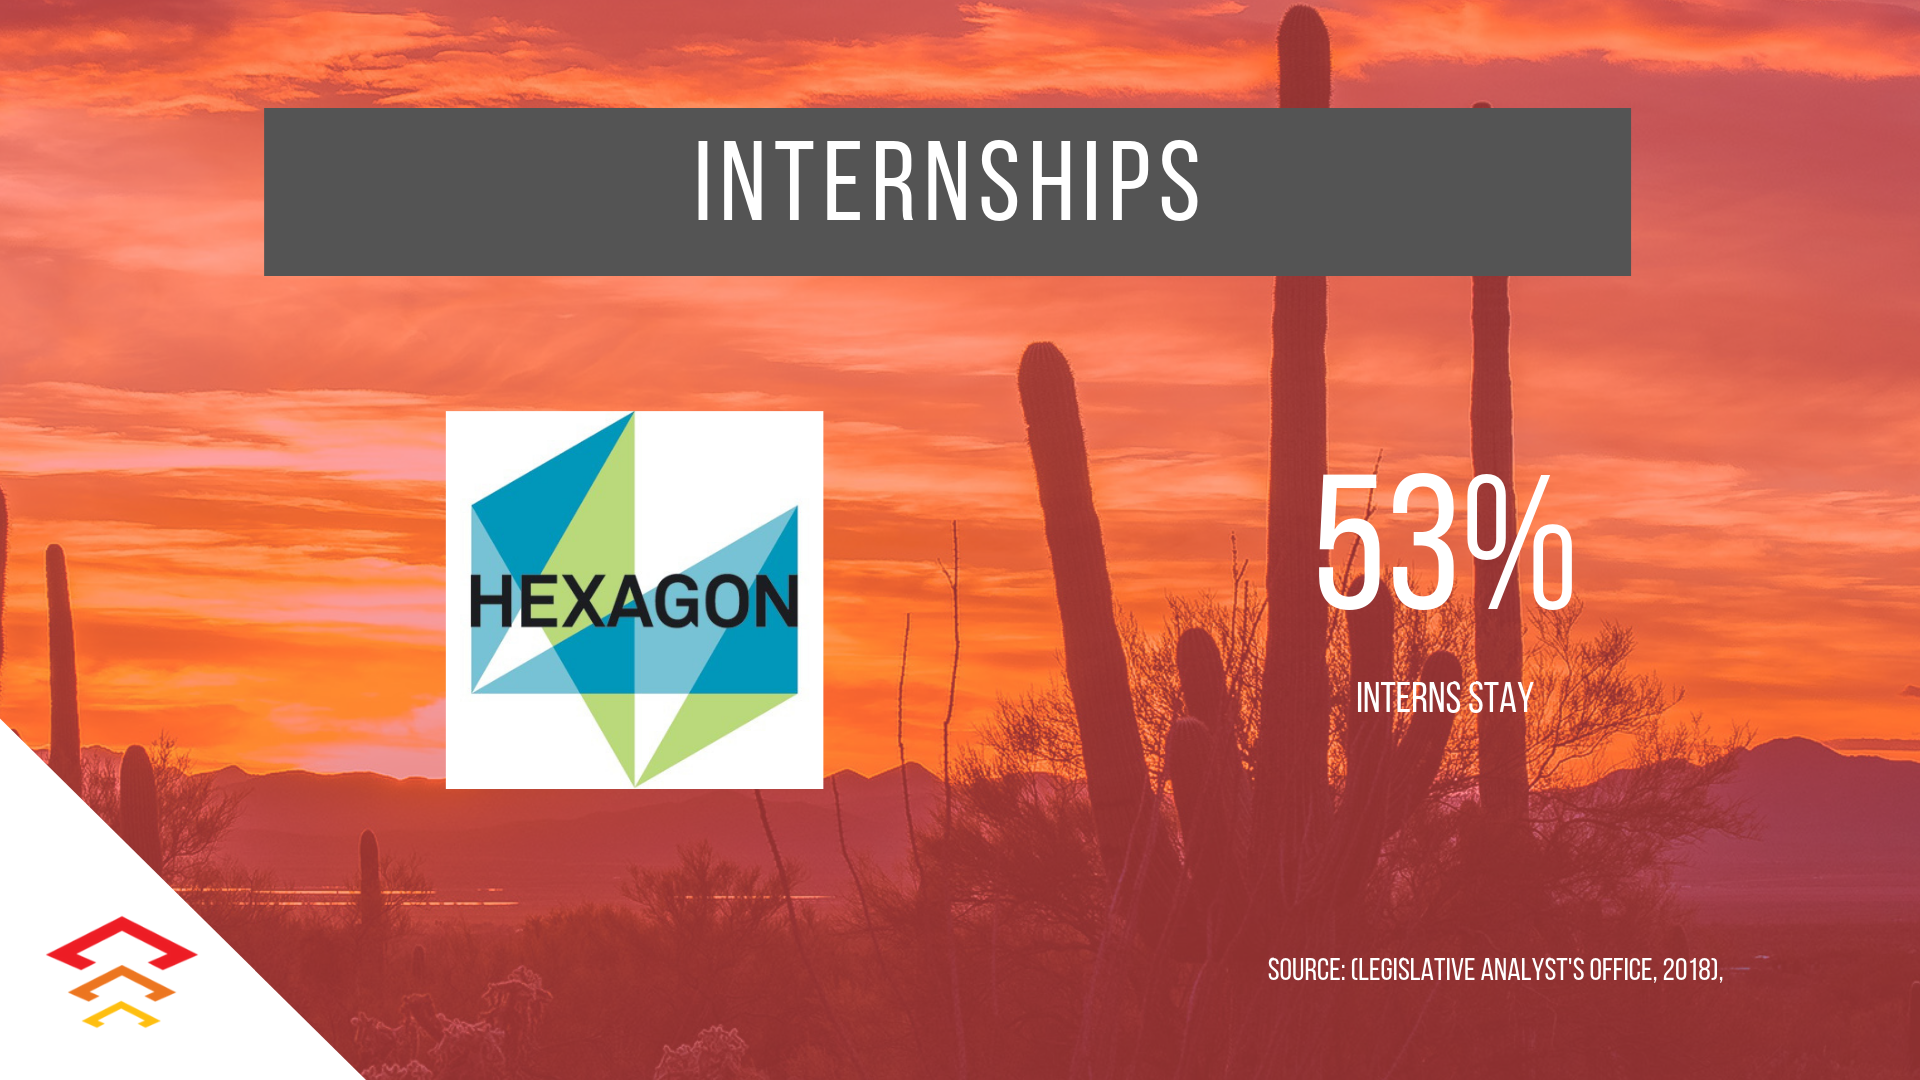 INTERNSHIPS
HEXAGON
53%
INTERNS STAY
SOURCE: (LEGISLATIVE ANALYST'S OFFICE, 2018),